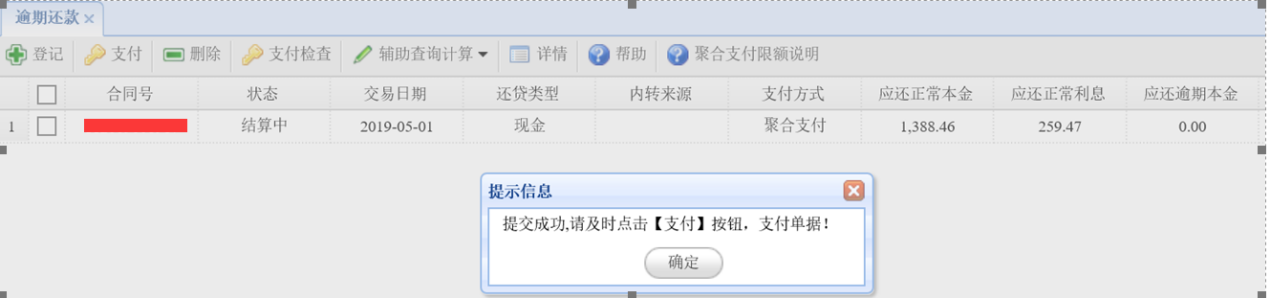 逾期还款
登记 支付 删除 支付检查 辅助查询计算 详情 帮助 聚合支付限额说明
合同号 状态 交易日期 还贷类型 内转来源 支付方式 应还正常本金 应还正常利息 应还逾期本金
1 结算中 2019-05-01 现金 聚合支付 1,388.46 259.47 0.00
提示信息
提交成功,请及时点击【支付】按钮，支付单据！
确定